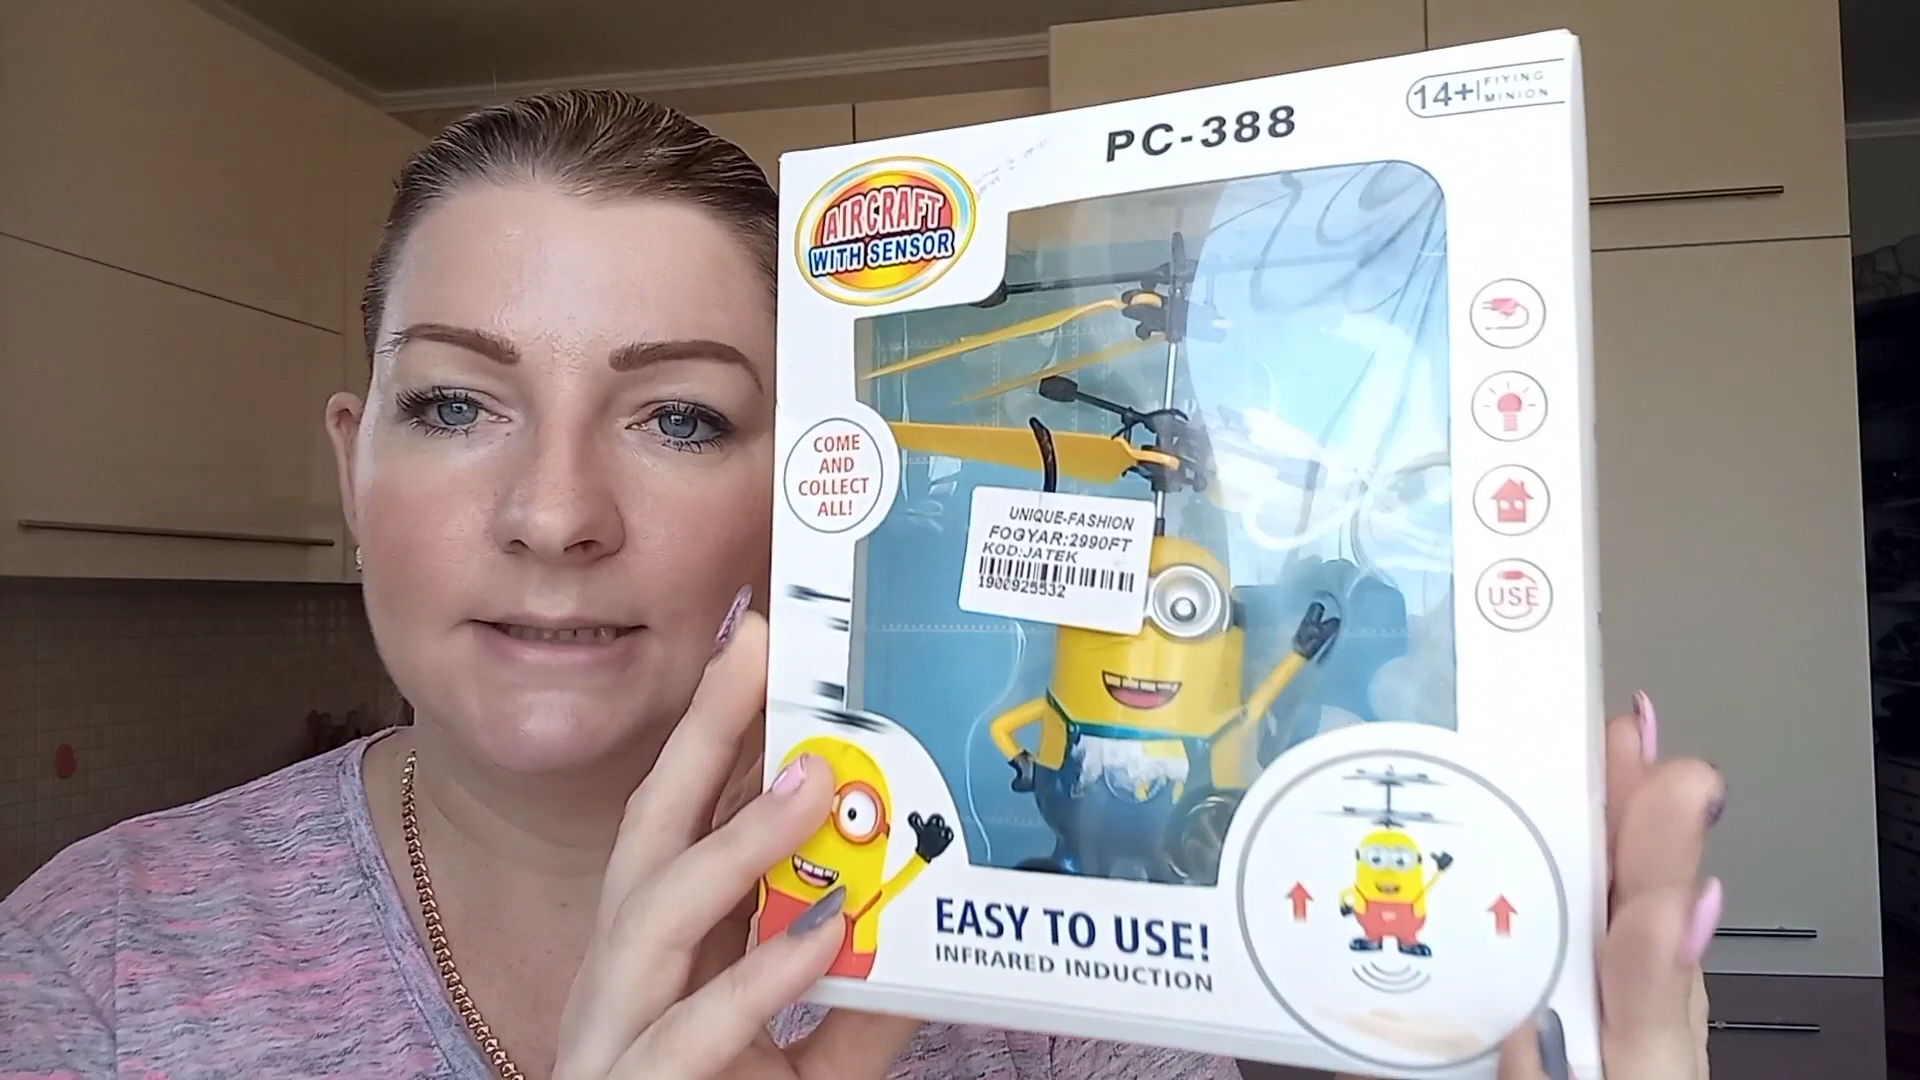 PC-388
14+ FIYING
MINION
AIRCRAFT
WITH SENSOR
COME
AND
COLLECT
ALL!
UNIQUE-FASHION
FOGYAR:2990FT
KOD:JATEK
1900925532
USE
EASY TO USE!
INFRARED INDUCTION